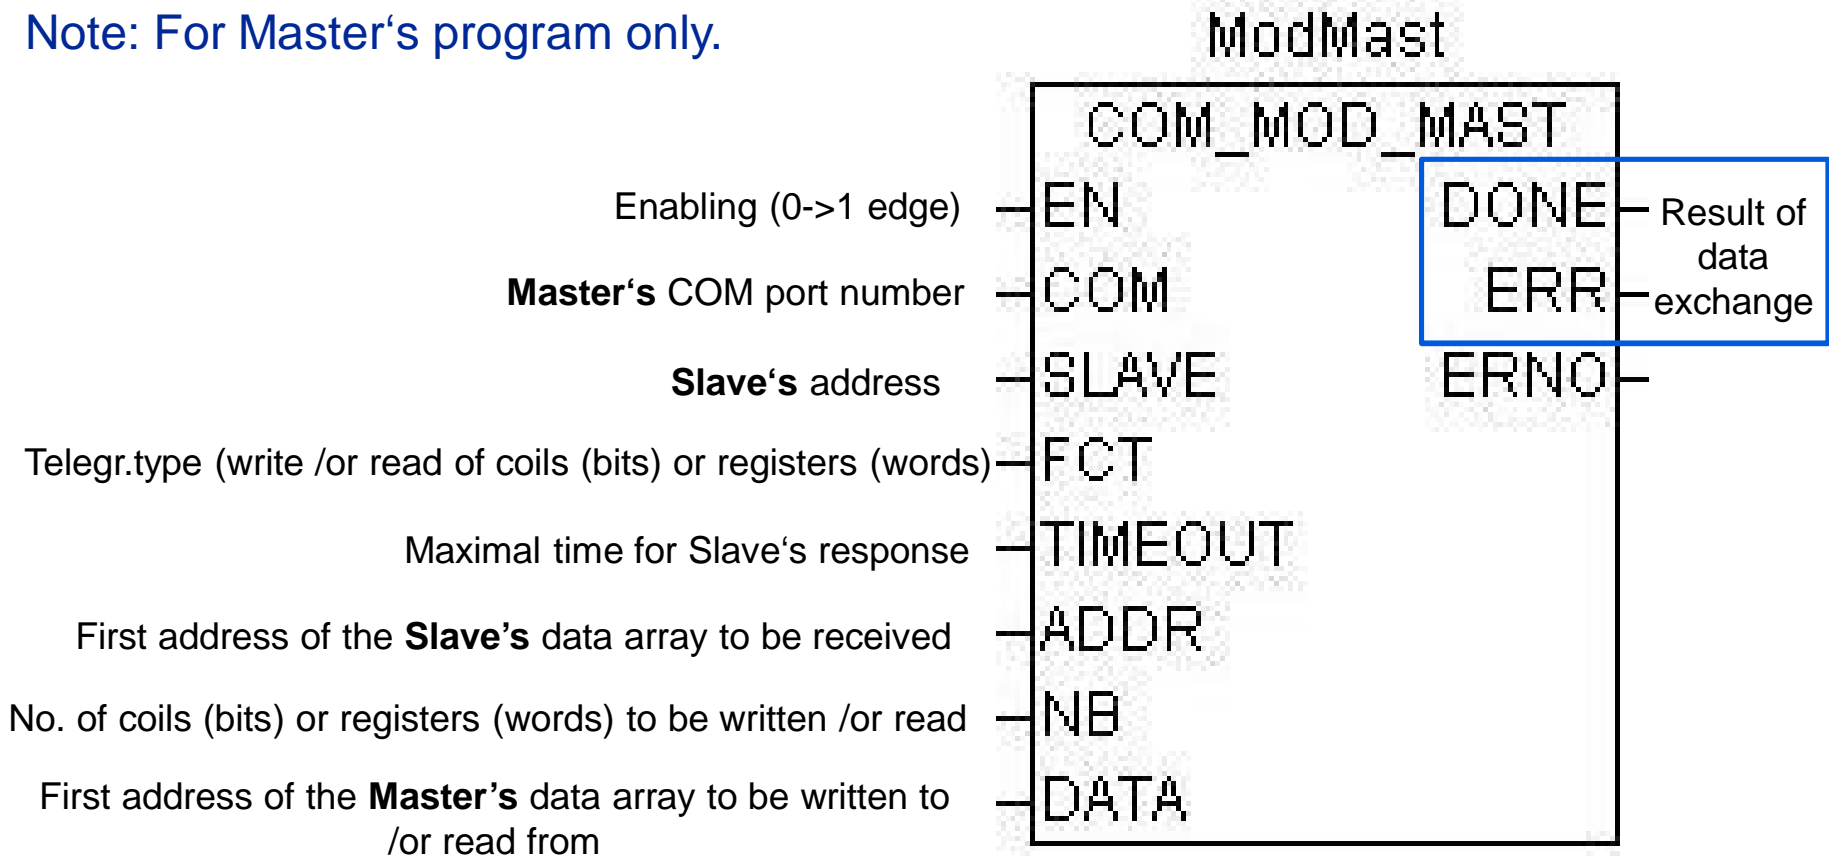 Note: For Master‘s program only.
ModMast
COM_MOD_MAST
Enabling (0->1 edge)
EN
DONE
Result of
data
exchange
Master‘s COM port number
COM
ERR
Slave‘s address
SLAVE
ERNO
Telegr.type (write /or read of coils (bits) or registers (words)
FCT
Maximal time for Slave‘s response
TIMEOUT
First address of the Slave’s data array to be received
ADDR
No. of coils (bits) or registers (words) to be written /or read
NB
First address of the Master’s data array to be written to
/or read from
DATA